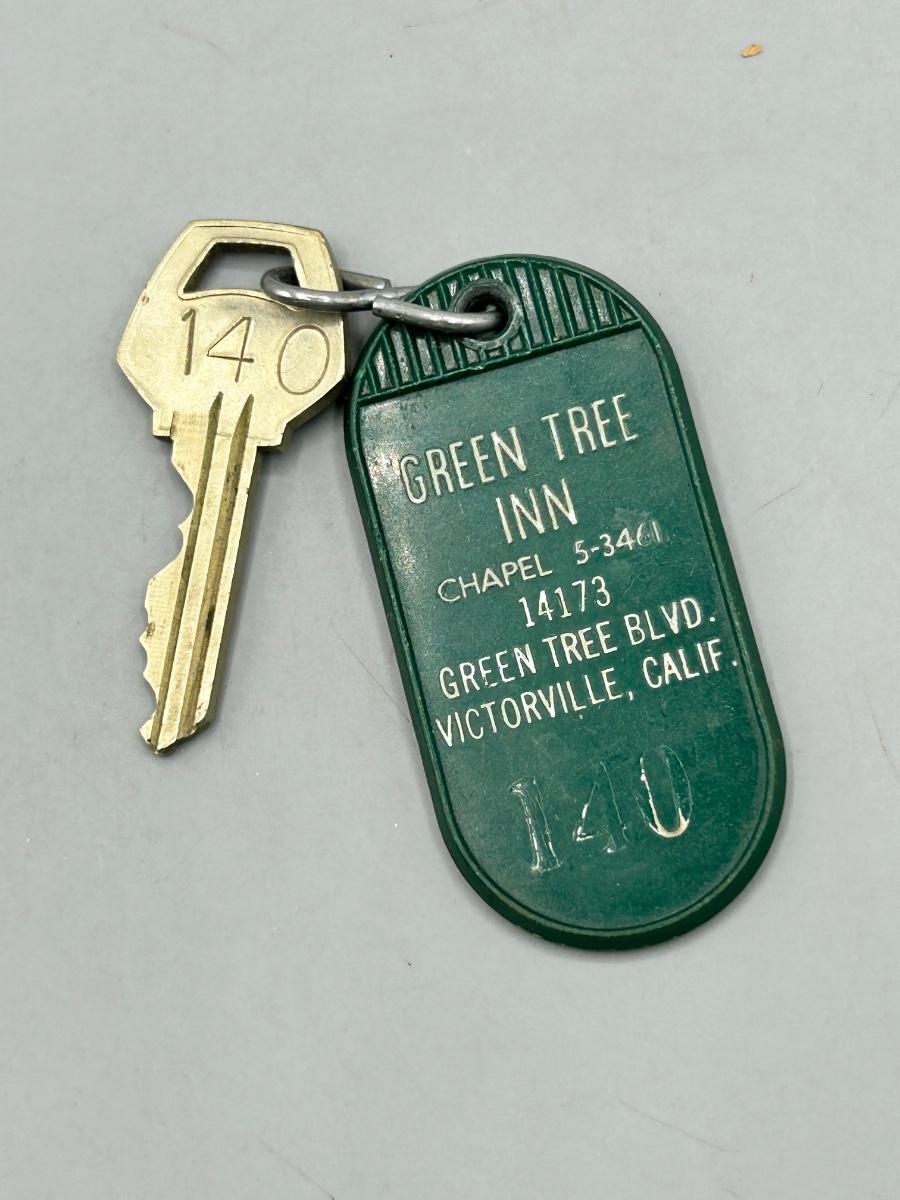 140
GREEN TREE
INN
CHAPEL 5-3461
14173
GREEN TREE BLVD.
VICTORVILLE, CALIF.
140